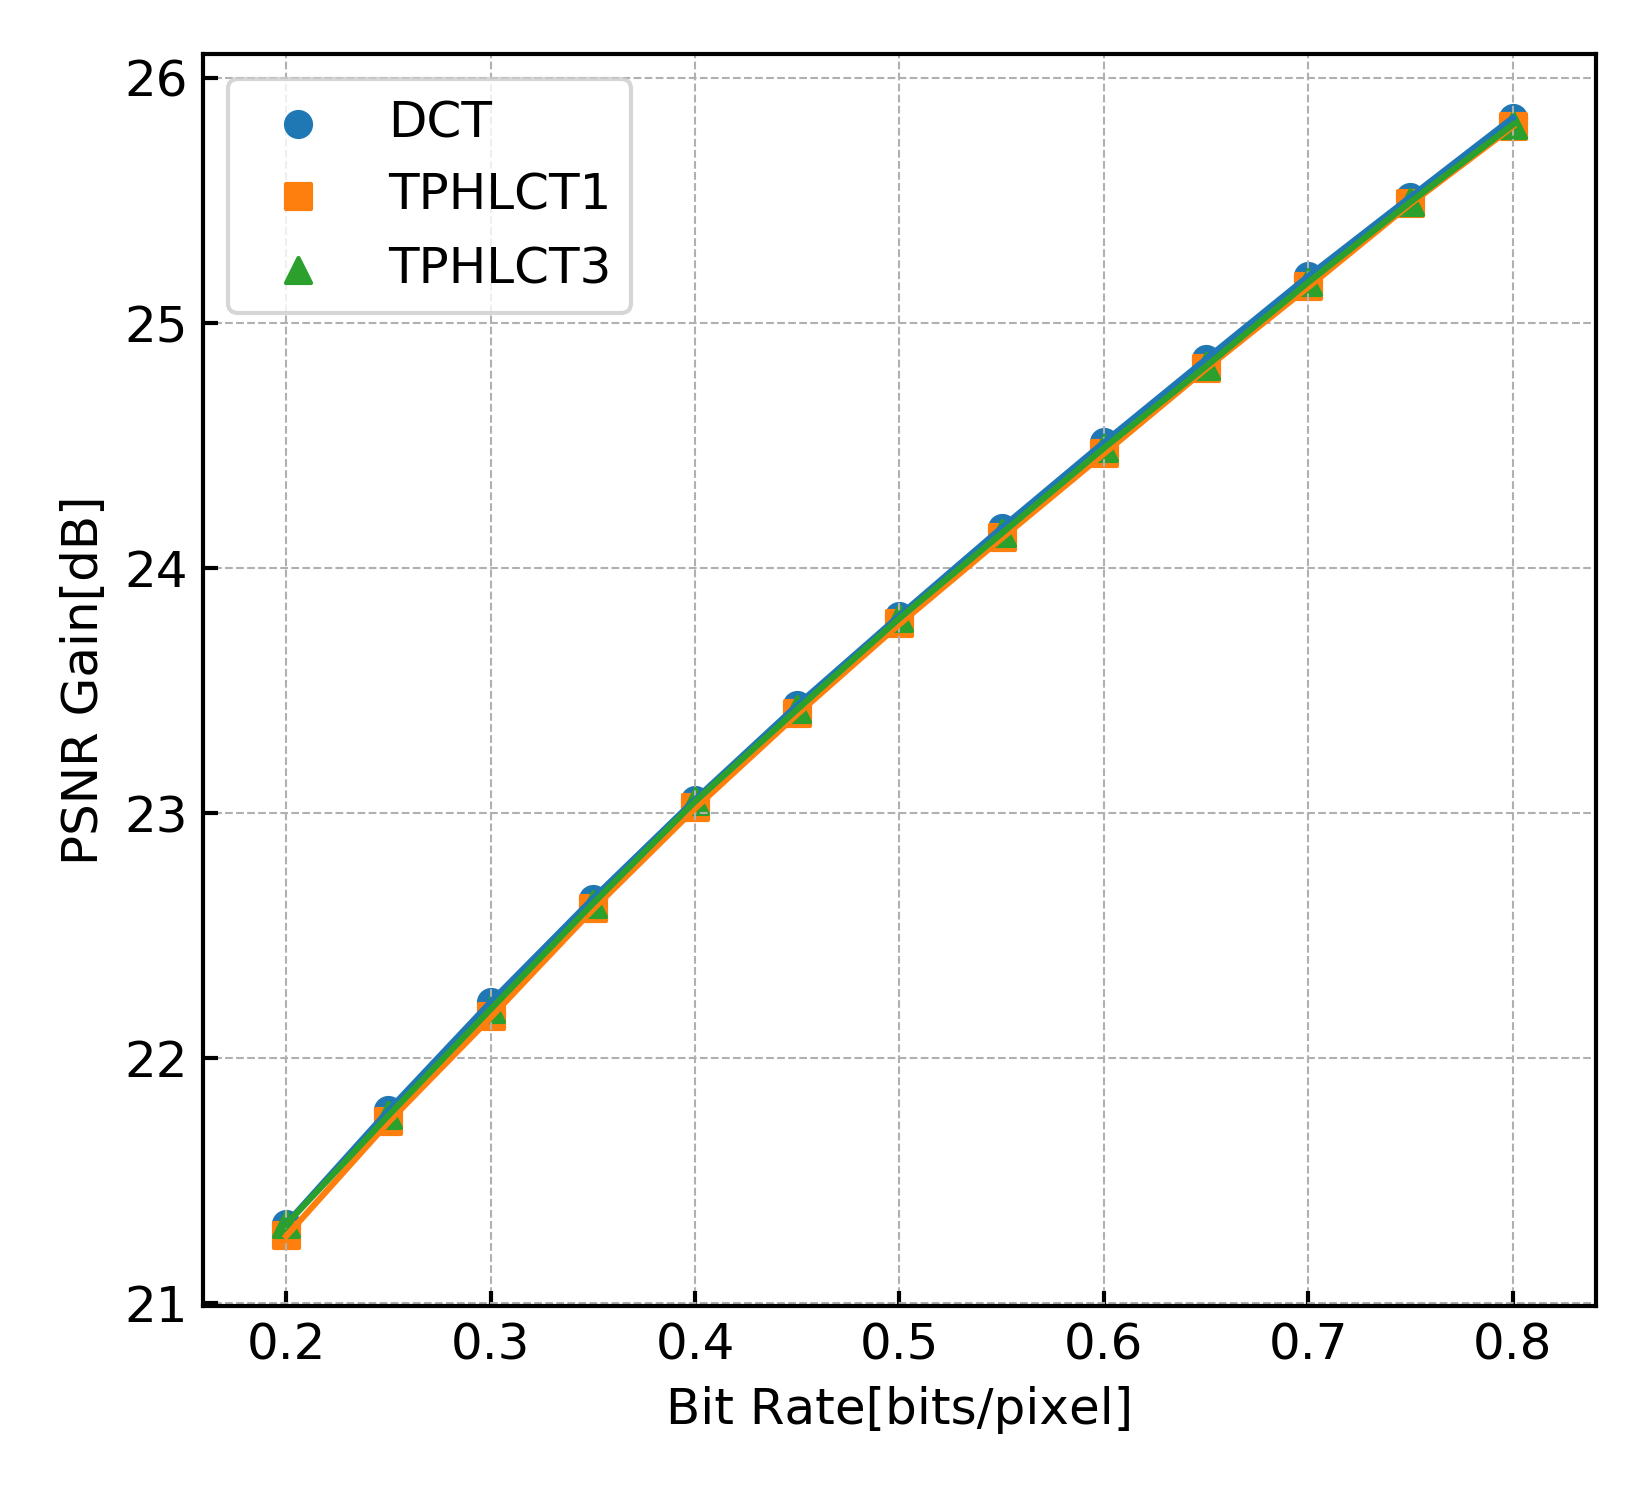 DCT
TPHLCT1
TPHLCT3
26
25
24
23
22
21
PSNR Gain[dB]
0.2 0.3 0.4 0.5 0.6 0.7 0.8
Bit Rate[bits/pixel]